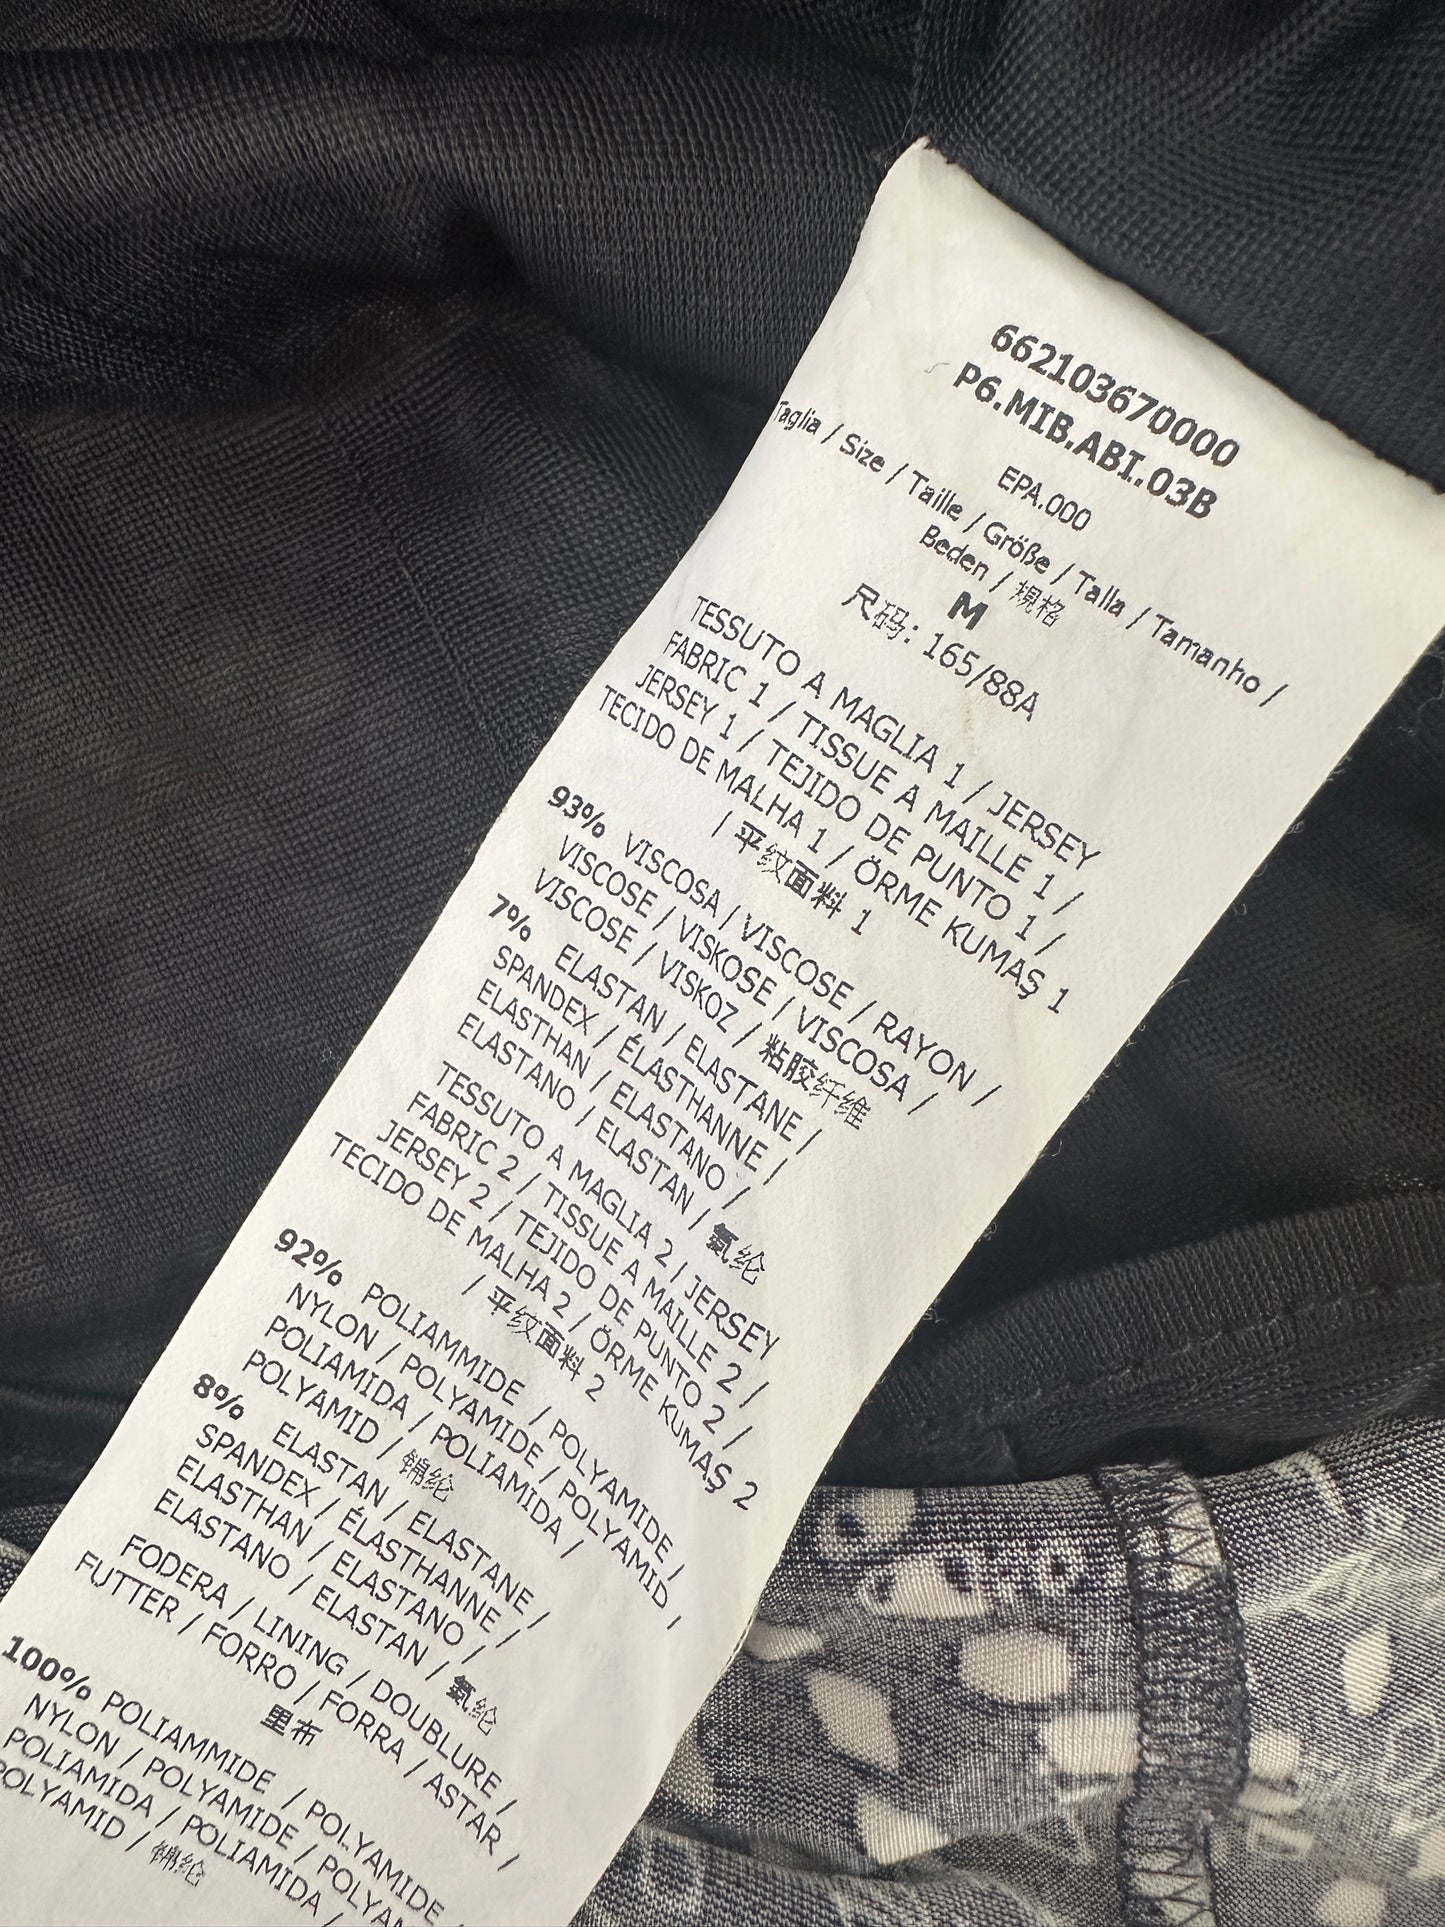 662103670000
P6.MIB.ABI.03B
EPA.000
Taglia / Size / Taille / Größe / Talla / Tamanho /
Beden / 規格
M
尺码: 165/88A
TESSUTO A MAGLIA 1 / JERSEY
FABRIC 1 / TISSUE A MAILLE 1 /
JERSEY 1 / TEJIDO DE PUNTO 1 /
TECIDO DE MALHA 1 / ÖRME KUMAŞ 1
/ 平纹面料 1
93% VISCOSA / VISCOSE / RAYON /
VISCOSE / VISKOSE / VISCOSA /
VISCOSE / VISKOZ / 粘胶纤维
7% ELASTAN / ELASTANE /
SPANDEX / ÉLASTHANNE /
ELASTHAN / ELASTANO /
ELASTANO / ELASTAN / 氨纶
TESSUTO A MAGLIA 2 / JERSEY
FABRIC 2 / TISSUE A MAILLE 2 /
JERSEY 2 / TEJIDO DE PUNTO 2 /
TECIDO DE MALHA 2 / ÖRME KUMAŞ 2
/ 平纹面料 2
92% POLIAMMIDE / POLYAMIDE /
NYLON / POLYAMIDE / POLYAMID /
POLIAMIDA / POLIAMIDA /
POLYAMID / 锦纶
8% ELASTAN / ELASTANE /
SPANDEX / ÉLASTHANNE /
ELASTHAN / ELASTANO /
ELASTANO / ELASTAN / 氨纶
FODERA / LINING / DOUBLURE /
FUTTER / FORRO / FORRA / ASTAR /
里布
100% POLIAMMIDE / POLYAMIDE
NYLON / POLYAMIDE / POLYAM
POLIAMIDA / POLIAMIDA /
POLYAMID / 锦纶